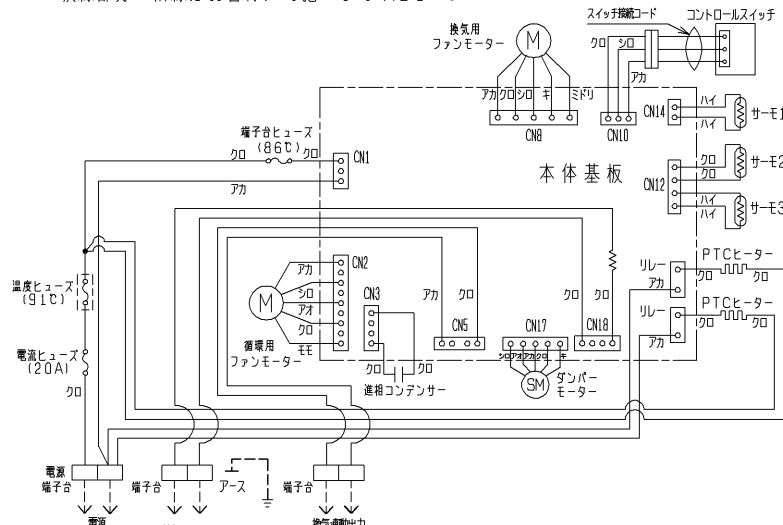 換気用
ファンモーター
M
スイッチ接続コード
コントロールスイッチ
クロ
シロ
アカ
アカ
クロ
シロ
キ
ミドリ
CN8
CN10
CN14
ハイ
ハイ
サーモ1
クロ
クロ
サーモ2
CN12
ハイ
ハイ
サーモ3
本体基板
端子台ヒューズ
(86℃)
クロ
クロ
CN1
アカ
温度ヒューズ
(91℃)
電流ヒューズ
(20A)
クロ
M
循環用
ファンモーター
アカ
シロ
アオ
クロ
モモ
CN2
CN3
クロ
クロ
進相コンデンサー
アカ
クロ
CN5
CN17
シロ
アオ
アカ
クロ
キ
SM
ダンパー
モーター
クロ
クロ
CN18
リレー
アカ
PTCヒーター
クロ
クロ
リレー
アカ
PTCヒーター
クロ
クロ
電源
端子台
端子台
アース
端子台
電源